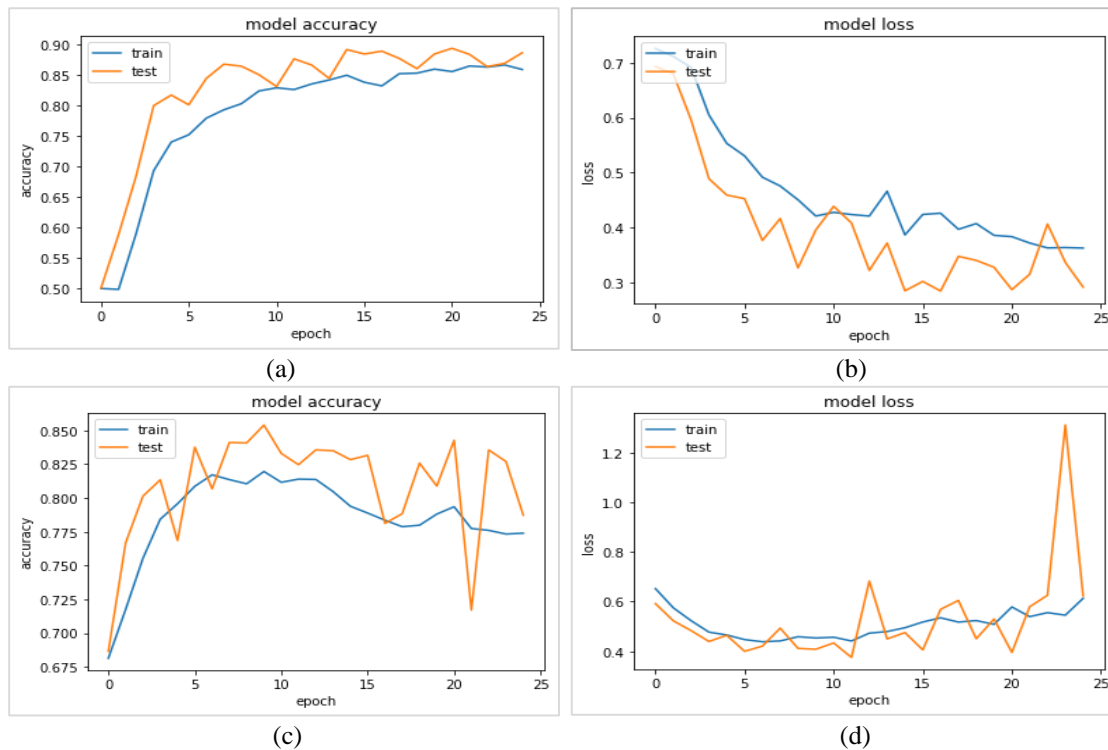 model accuracy
train
test
0.90
0.85
0.80
0.75
0.70
0.65
0.60
0.55
0.50
accuracy
0 5 10 15 20 25
epoch
(a)
model loss
train
test
0.7
0.6
0.5
0.4
0.3
loss
0 5 10 15 20 25
epoch
(b)
model accuracy
train
test
0.850
0.825
0.800
0.775
0.750
0.725
0.700
0.675
accuracy
0 5 10 15 20 25
epoch
(c)
model loss
train
test
1.2
1.0
0.8
0.6
0.4
loss
0 5 10 15 20 25
epoch
(d)